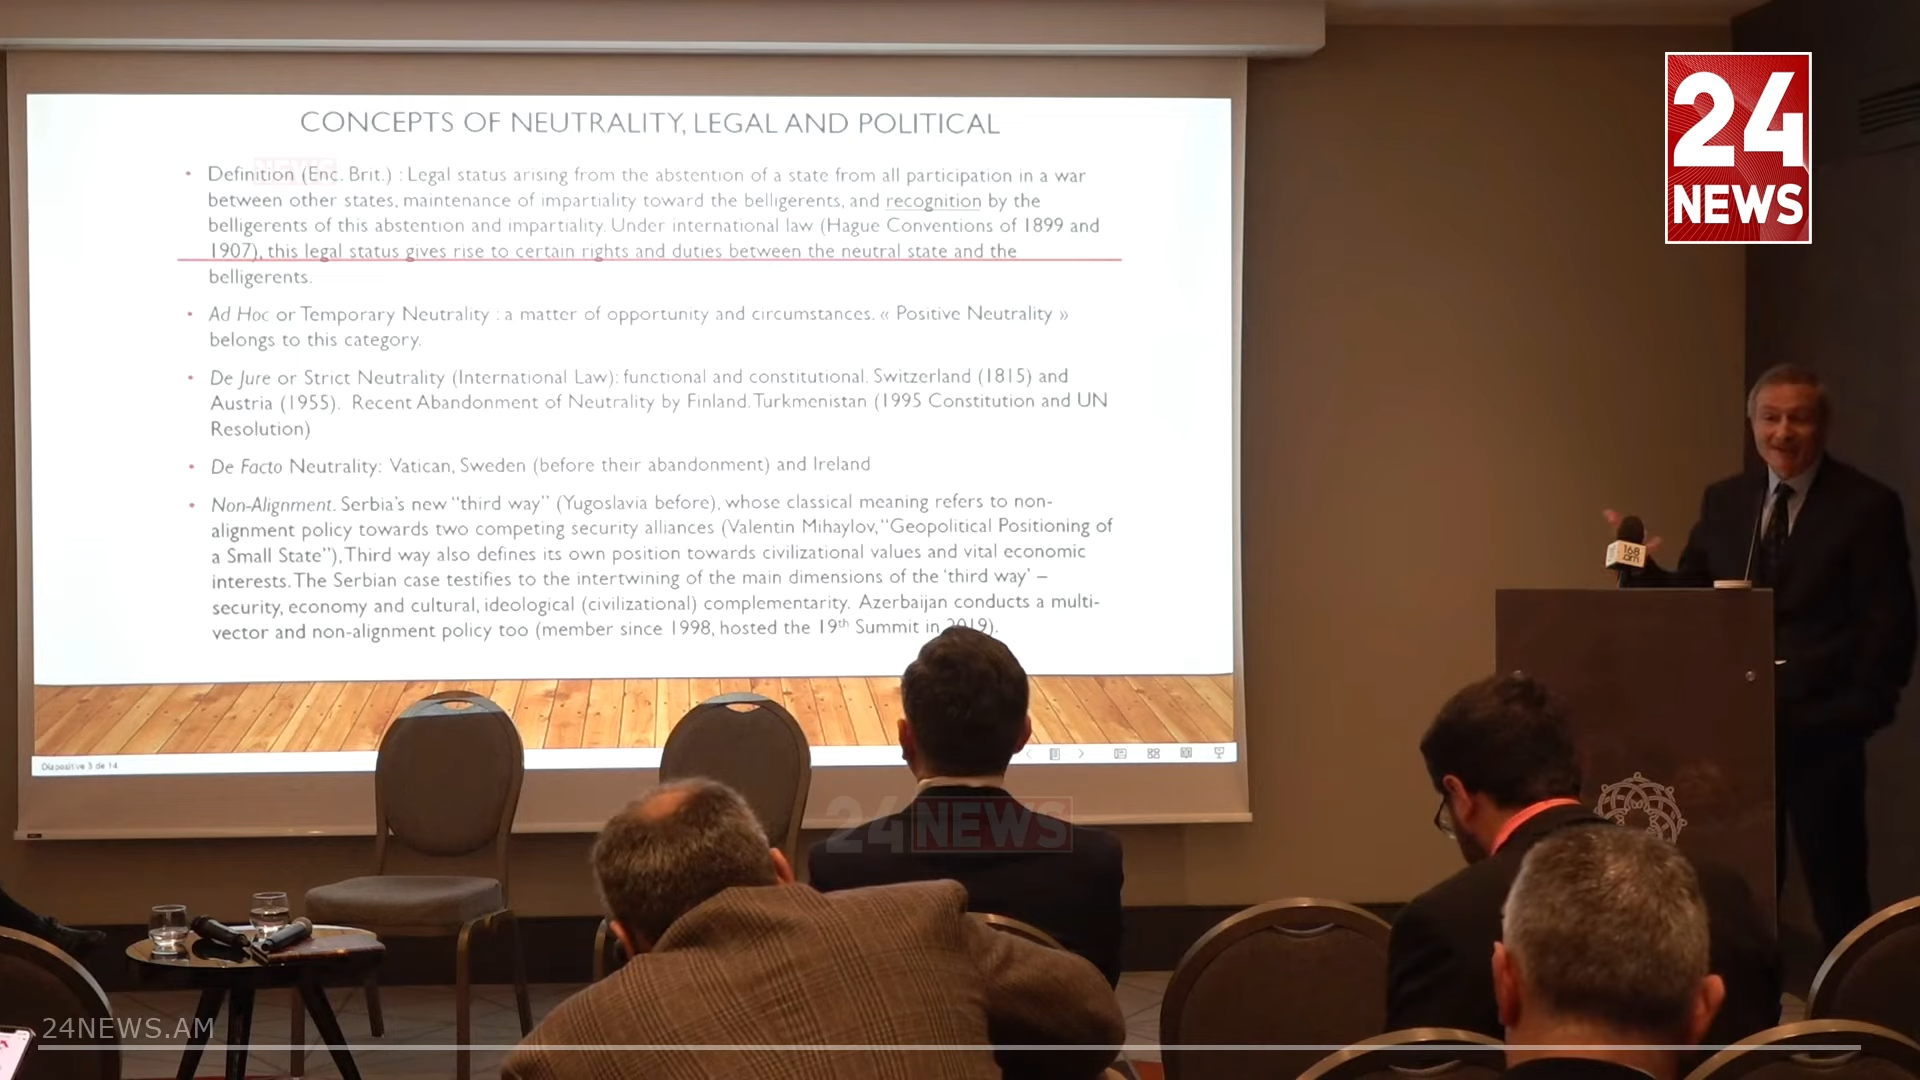 CONCEPTS OF NEUTRALITY, LEGAL AND POLITICAL
• Definition (Enc. Brit.) : Legal status arising from the abstention of a state from all participation in a war
between other states, maintenance of impartiality toward the belligerents, and recognition by the
belligerents of this abstention and impartiality. Under international law (Hague Conventions of 1899 and
1907), this legal status gives rise to certain rights and duties between the neutral state and the
belligerents.
• Ad Hoc or Temporary Neutrality : a matter of opportunity and circumstances. « Positive Neutrality »
belongs to this category.
• De Jure or Strict Neutrality (International Law): functional and constitutional. Switzerland (1815) and
Austria (1955). Recent Abandonment of Neutrality by Finland. Turkmenistan (1995 Constitution and UN
Resolution)
• De Facto Neutrality: Vatican, Sweden (before their abandonment) and Ireland
• Non-Alignment. Serbia's new "third way" (Yugoslavia before), whose classical meaning refers to non-
alignment policy towards two competing security alliances (Valentin Mihaylov, "Geopolitical Positioning of
a Small State"), Third way also defines its own position towards civilizational values and vital economic
interests. The Serbian case testifies to the intertwining of the main dimensions of the 'third way' –
security, economy and cultural, ideological (civilizational) complementarity. Azerbaijan conducts a multi-
vector and non-alignment policy too (member since 1998, hosted the 19th Summit in 2019).
Diapositive 3 de 14
24
NEWS
168
.am
24NEWS
NEWS
24NEWS.AM